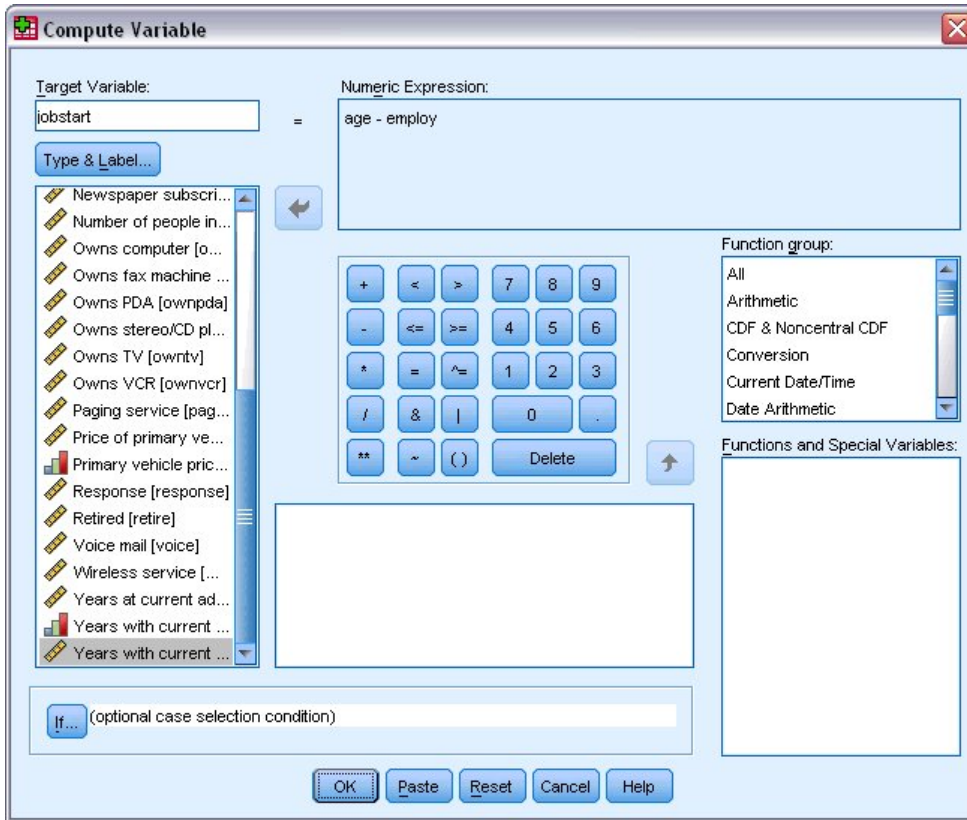 Compute Variable
Target Variable:
jobstart
=
Numeric Expression:
age - employ
Type & Label...
Newspaper subscri...
Number of people in...
Owns computer [o...
Owns fax machine ...
Owns PDA [ownpda]
Owns stereo/CD pl...
Owns TV [owntv]
Owns VCR [ownvcr]
Paging service [pag...
Price of primary ve...
Primary vehicle pric...
Response [response]
Retired [retire]
Voice mail [voice]
Wireless service [...
Years at current ad...
Years with current ...
Years with current ...
+ < > 7 8 9
- <= >= 4 5 6
* = ^= 1 2 3
/ & | 0 .
** ~ ( ) Delete
Function group:
All
Arithmetic
CDF & Noncentral CDF
Conversion
Current Date/Time
Date Arithmetic
Functions and Special Variables:
If... (optional case selection condition)
OK Paste Reset Cancel Help